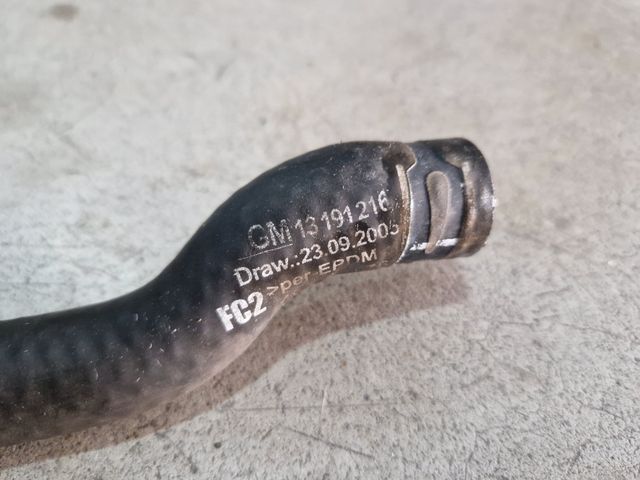 GM 13 191 216
Draw.:23.09.2005
>per EPDM
FC2